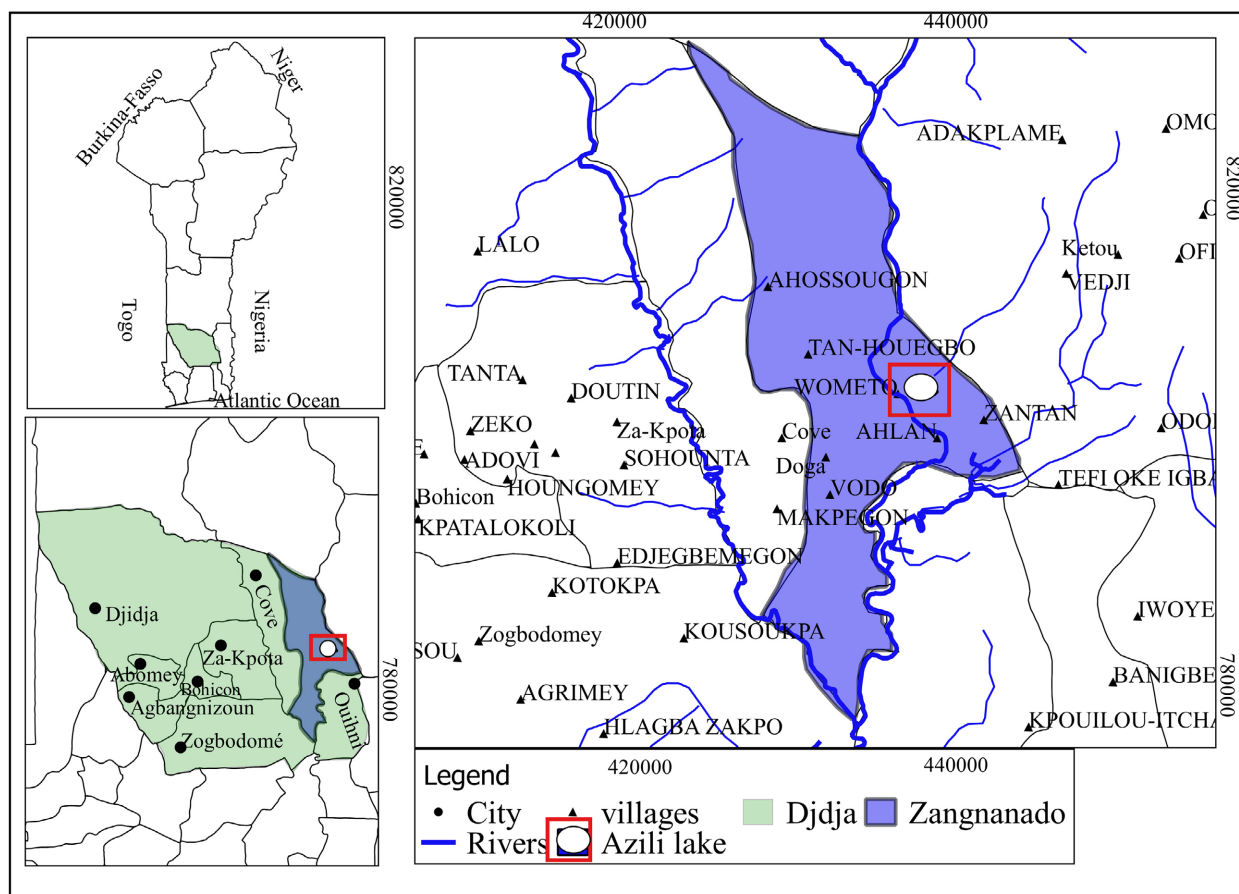 420000 440000
Niger
Burkina-Fasso
Togo
Nigeria
Atlantic Ocean
820000
780000
Djidja
Cove
Za-Kpota
Abomey
Bohicon
Agbangnizoun
Zogbodomé
Ouihni
ADAKPLAME
OMO
820000
O
LALO
Ketou
OFI
VEDJI
AHOSSOUGON
TAN-HOUEGBO
TANTA
DOUTIN
WOMETO
ZANTAN
ZEKO
Za-Kpota
Cove
AHLAN
ODO
E
ADOVI
SOHOUNTA
Doga
TEFI OKE IGBA
HOUNGOMEY
VODO
Bohicon
MAKPEGON
KPATALOKOLI
EDJEGBEMEGON
KOTOKPA
IWOYE
Zogbodomey
KOUSOUKPA
SOU
BANIGBE
780000
AGRIMEY
HLAGBA ZAKPO
KPOUILOU-ITCHA
420000 440000
Legend
City villages Djdja Zangnanado
Rivers Azili lake